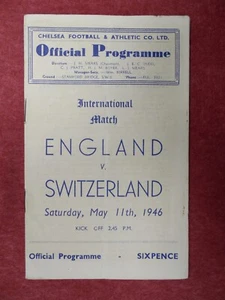 CHELSEA FOOTBALL & ATHLETIC CO. LTD.
Official Programme
International
Match
ENGLAND
v.
SWITZERLAND
Saturday, May 11th, 1946
KICK OFF 2.45 P.M.
Official Programme - SIXPENCE